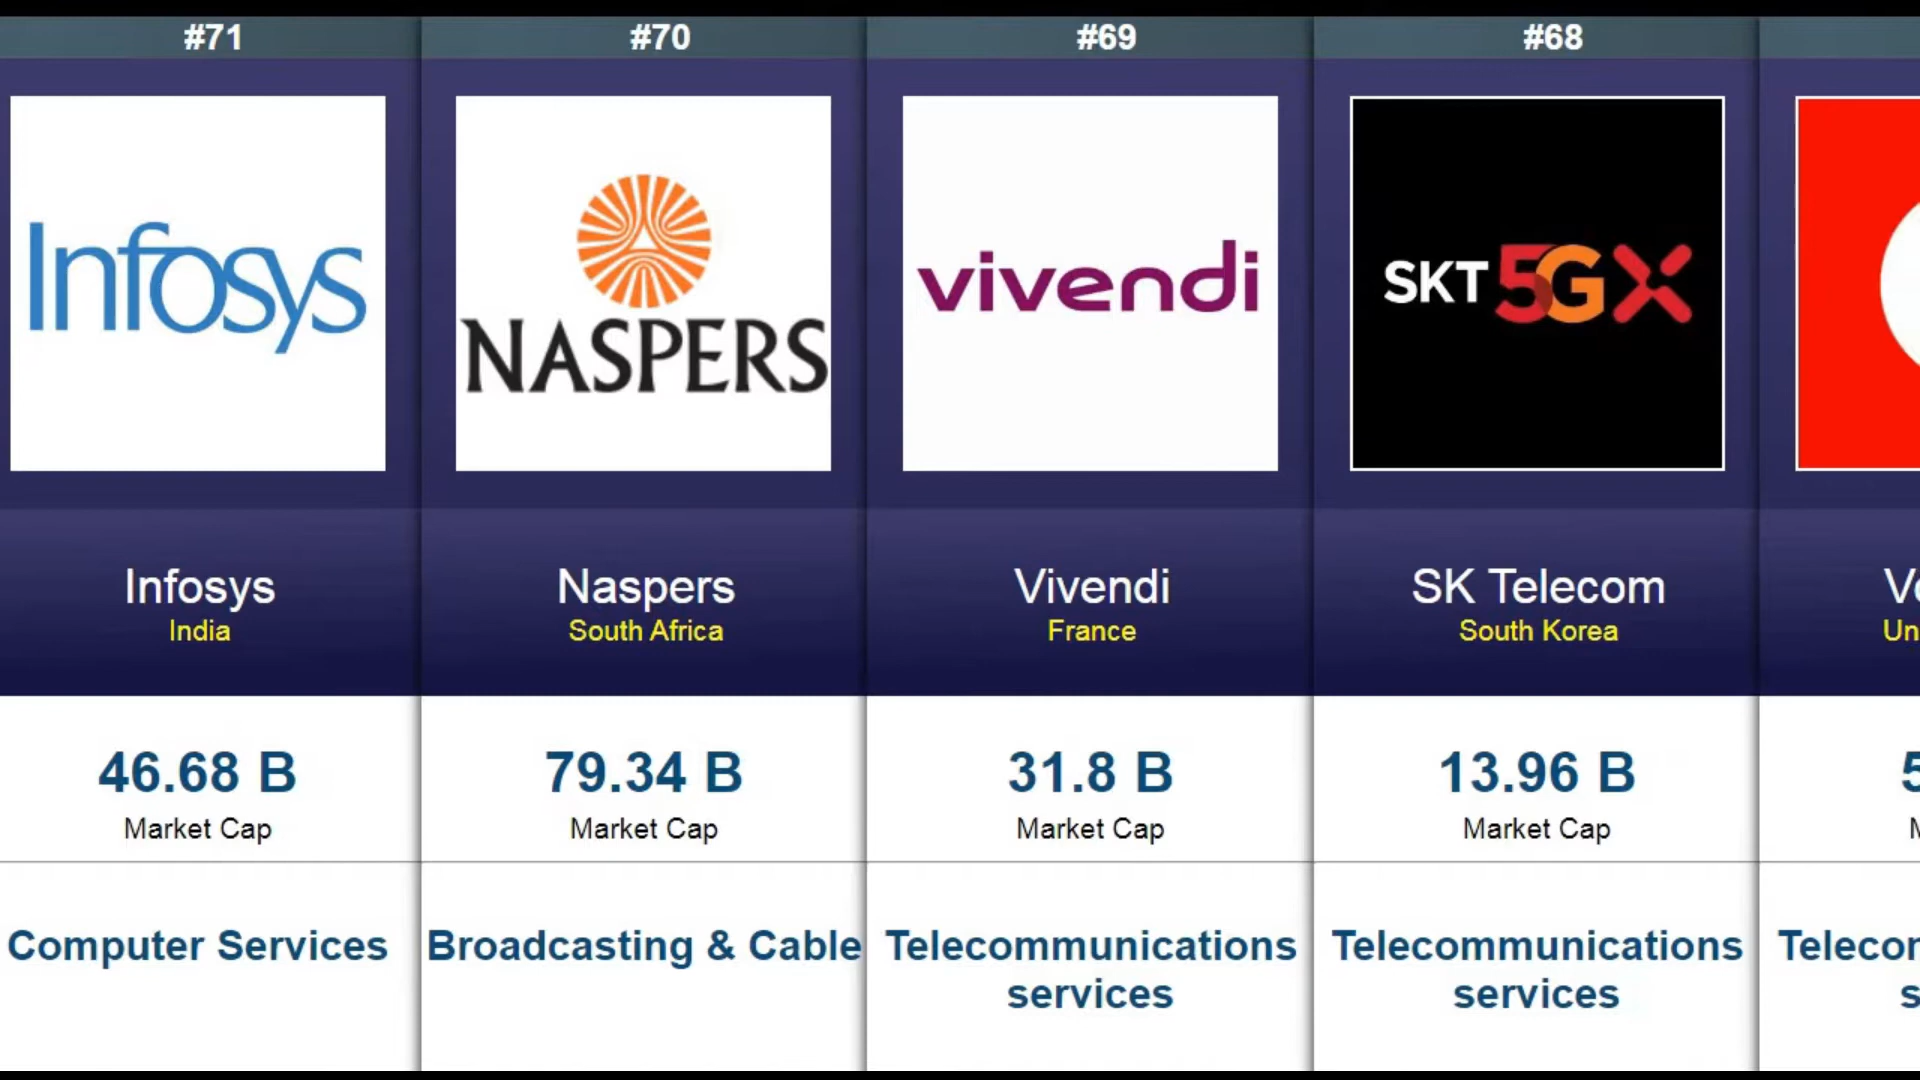 #71
Infosys
Infosys
India
46.68 B
Market Cap
Computer Services
#70
NASPERS
Naspers
South Africa
79.34 B
Market Cap
Broadcasting & Cable
#69
vivendi
Vivendi
France
31.8 B
Market Cap
Telecommunications
services
#68
SKT 5GX
SK Telecom
South Korea
13.96 B
Market Cap
Telecommunications
services